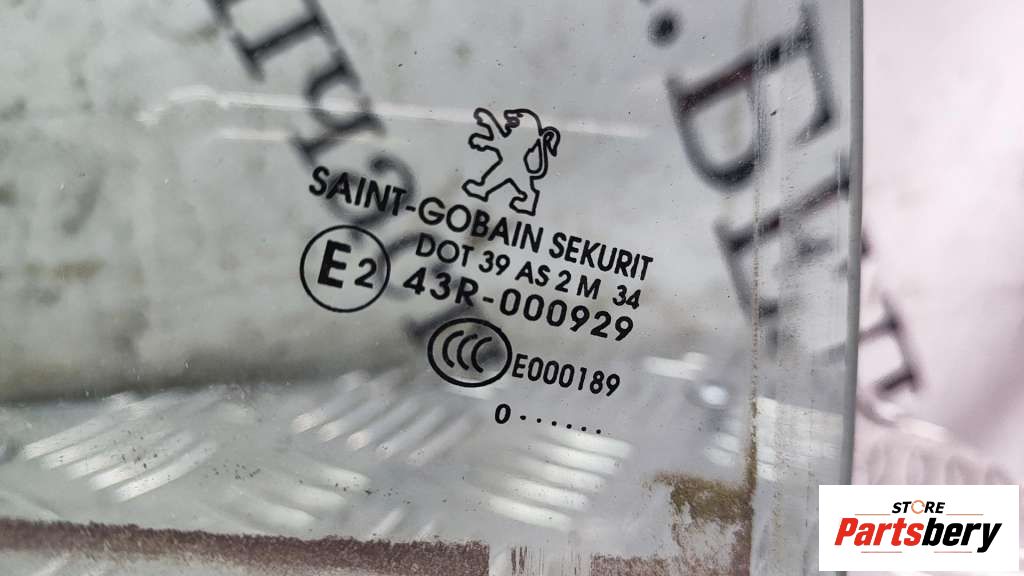 SAINT-GOBAIN SEKURIT
DOT 39 AS 2 M 34
E2 43R-000929
CCC E000189
0 · · · · · ·
STORE
Partsbery